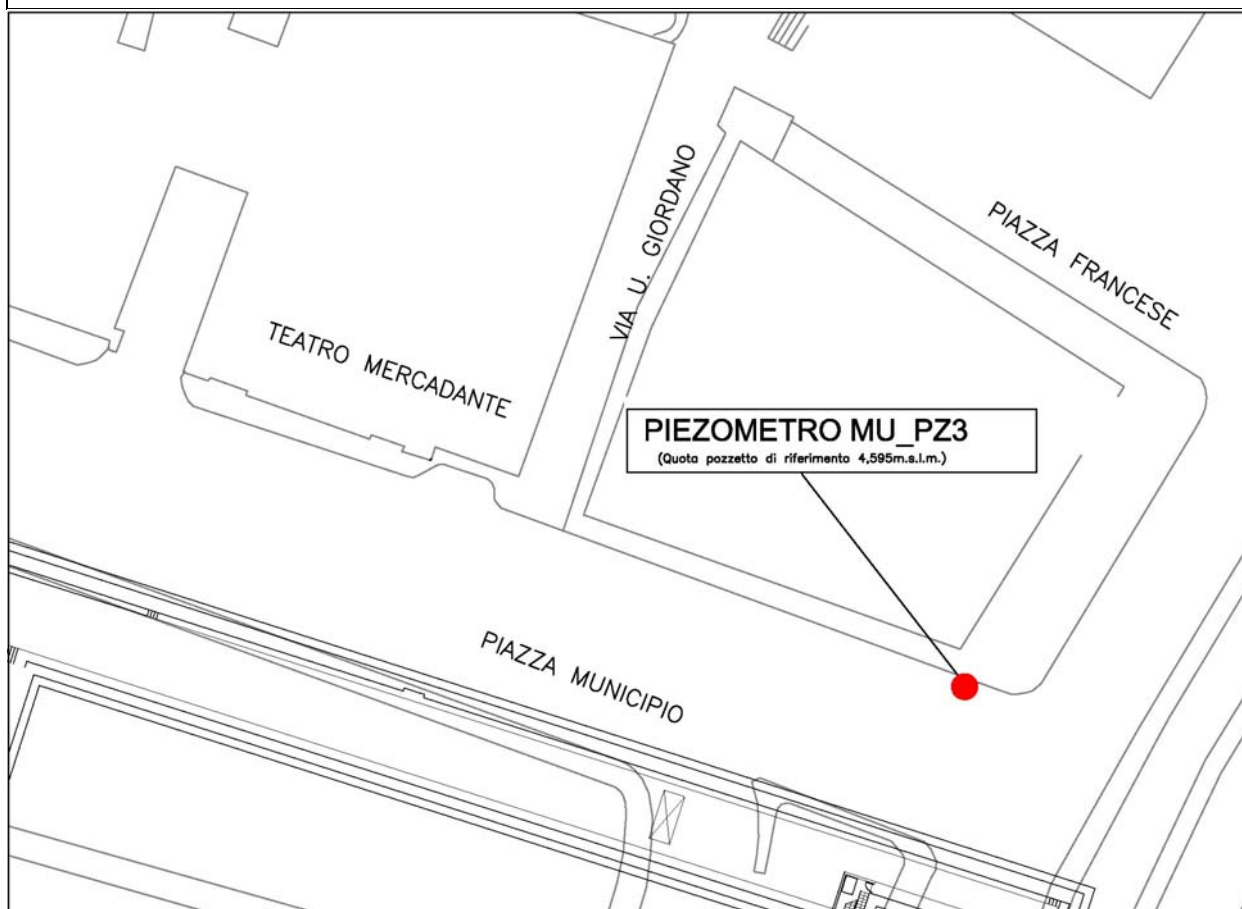 PIAZZA FRANCESE
VIA U. GIORDANO
TEATRO MERCADANTE
PIEZOMETRO MU_PZ3
(Quota pozzetto di riferimento 4,595m.s.l.m.)
PIAZZA MUNICIPIO